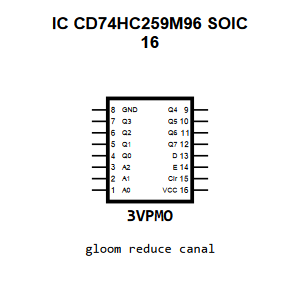 IC CD74HC259M96 SOIC
16
8 GND Q4 9
7 Q3 Q5 10
6 Q2 Q6 11
5 Q1 Q7 12
4 Q0 D 13
3 A2 E 14
2 A1 Clr 15
1 A0 VCC 16
3VPMO
gloom reduce canal